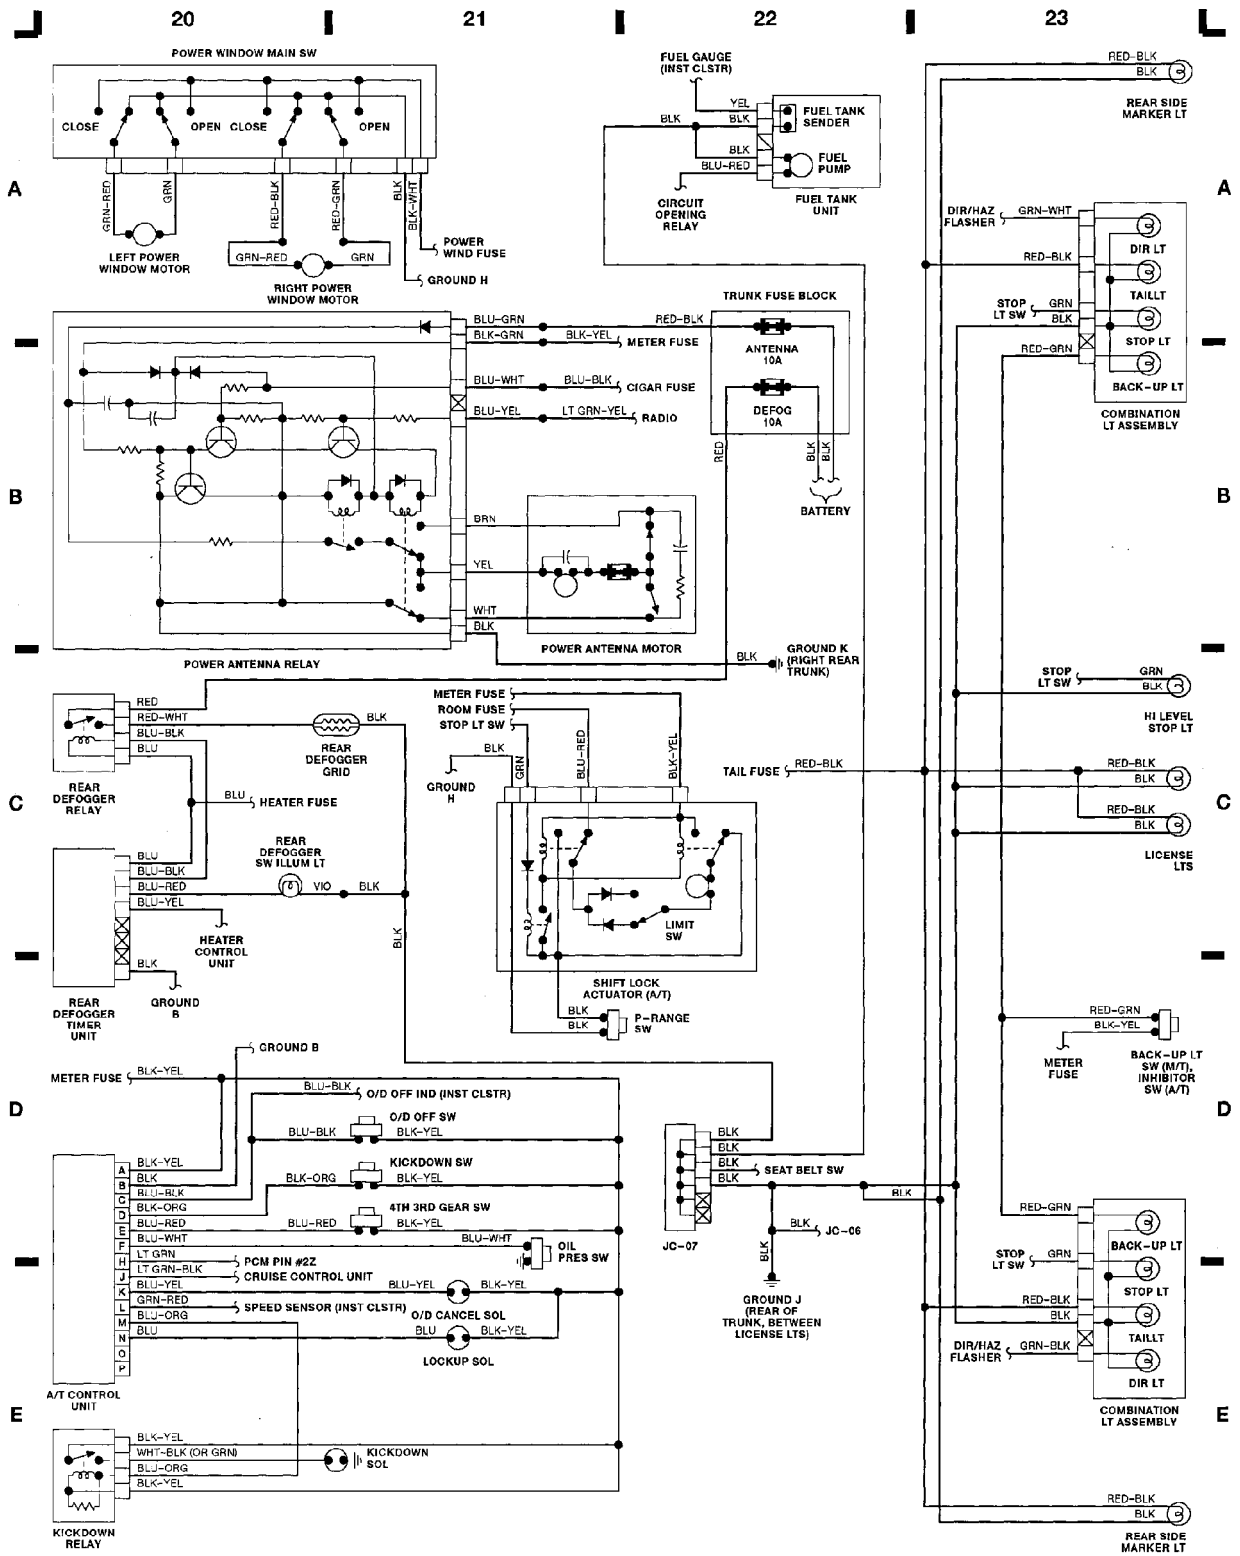 20 21 22 23
POWER WINDOW MAIN SW
CLOSE OPEN CLOSE OPEN
A
GRN-RED
GRN
RED-BLK
RED-GRN
BLK
BLK-WHT
LEFT POWER
WINDOW MOTOR
GRN-RED GRN
RIGHT POWER
WINDOW MOTOR
POWER
WIND FUSE
GROUND H
FUEL GAUGE
(INST CLSTR)
YEL
BLK
BLK
BLK
BLU-RED
FUEL TANK
SENDER
FUEL
PUMP
CIRCUIT
OPENING
RELAY
FUEL TANK
UNIT
RED-BLK
BLK
REAR SIDE
MARKER LT
A
DIR/HAZ
FLASHER
GRN-WHT
DIR LT
RED-BLK
TAILLT
STOP
LT SW
GRN
BLK
STOP LT
RED-GRN
BACK-UP LT
COMBINATION
LT ASSEMBLY
BLU-GRN RED-BLK
BLK-GRN BLK-YEL METER FUSE
BLU-WHT BLU-BLK CIGAR FUSE
BLU-YEL LT GRN-YEL RADIO
TRUNK FUSE BLOCK
ANTENNA
10A
DEFOG
10A
RED
BLK
BLK
BATTERY
B
B
BRN
YEL
WHT
BLK
POWER ANTENNA RELAY
POWER ANTENNA MOTOR
BLK
GROUND K
(RIGHT REAR
TRUNK)
RED
RED-WHT
BLU-BLK
BLU
REAR
DEFOGGER
RELAY
BLK
REAR
DEFOGGER
GRID
BLU HEATER FUSE
C
METER FUSE
ROOM FUSE
STOP LT SW
BLK
GROUND
H
GRN
BLU-RED
BLK-YEL
TAIL FUSE RED-BLK
STOP
LT SW
GRN
BLK
HI LEVEL
STOP LT
RED-BLK
BLK
RED-BLK
BLK
LICENSE
LTS
C
REAR
DEFOGGER
SW ILLUM LT
BLU
BLU-BLK
BLU-RED
BLU-YEL
VIO BLK
HEATER
CONTROL
UNIT
BLK
BLK
GROUND
B
REAR
DEFOGGER
TIMER
UNIT
LIMIT
SW
SHIFT LOCK
ACTUATOR (A/T)
BLK
BLK
P-RANGE
SW
RED-GRN
BLK-YEL
METER
FUSE
BACK-UP LT
SW (M/T),
INHIBITOR
SW (A/T)
GROUND B
METER FUSE BLK-YEL
BLU-BLK
O/D OFF IND (INST CLSTR)
D
D
O/D OFF SW
BLU-BLK BLK-YEL
KICKDOWN SW
BLK-ORG BLK-YEL
4TH 3RD GEAR SW
BLU-RED BLK-YEL
A BLK-YEL
B BLK
C BLU-BLK
D BLK-ORG
E BLU-RED
F BLU-WHT
H LT GRN
J LT GRN-BLK
K BLU-YEL
L GRN-RED
M BLU-ORG
N BLU
O
P
BLU-WHT
OIL
PRES SW
PCM PIN #2Z
CRUISE CONTROL UNIT
BLU-YEL BLK-YEL
SPEED SENSOR (INST CLSTR)
O/D CANCEL SOL
BLU BLK-YEL
LOCKUP SOL
A/T CONTROL
UNIT
BLK
BLK
BLK SEAT BELT SW
BLK
BLK
JC-07
BLK JC-06
BLK
GROUND J
(REAR OF
TRUNK, BETWEEN
LICENSE LTS)
RED-GRN
BACK-UP LT
STOP
LT SW
GRN
STOP LT
RED-BLK
BLK
TAILLT
DIR/HAZ
FLASHER
GRN-BLK
DIR LT
COMBINATION
LT ASSEMBLY
E
E
BLK-YEL
WHT-BLK (OR GRN)
BLU-ORG
BLK-YEL
KICKDOWN
SOL
KICKDOWN
RELAY
RED-BLK
BLK
REAR SIDE
MARKER LT